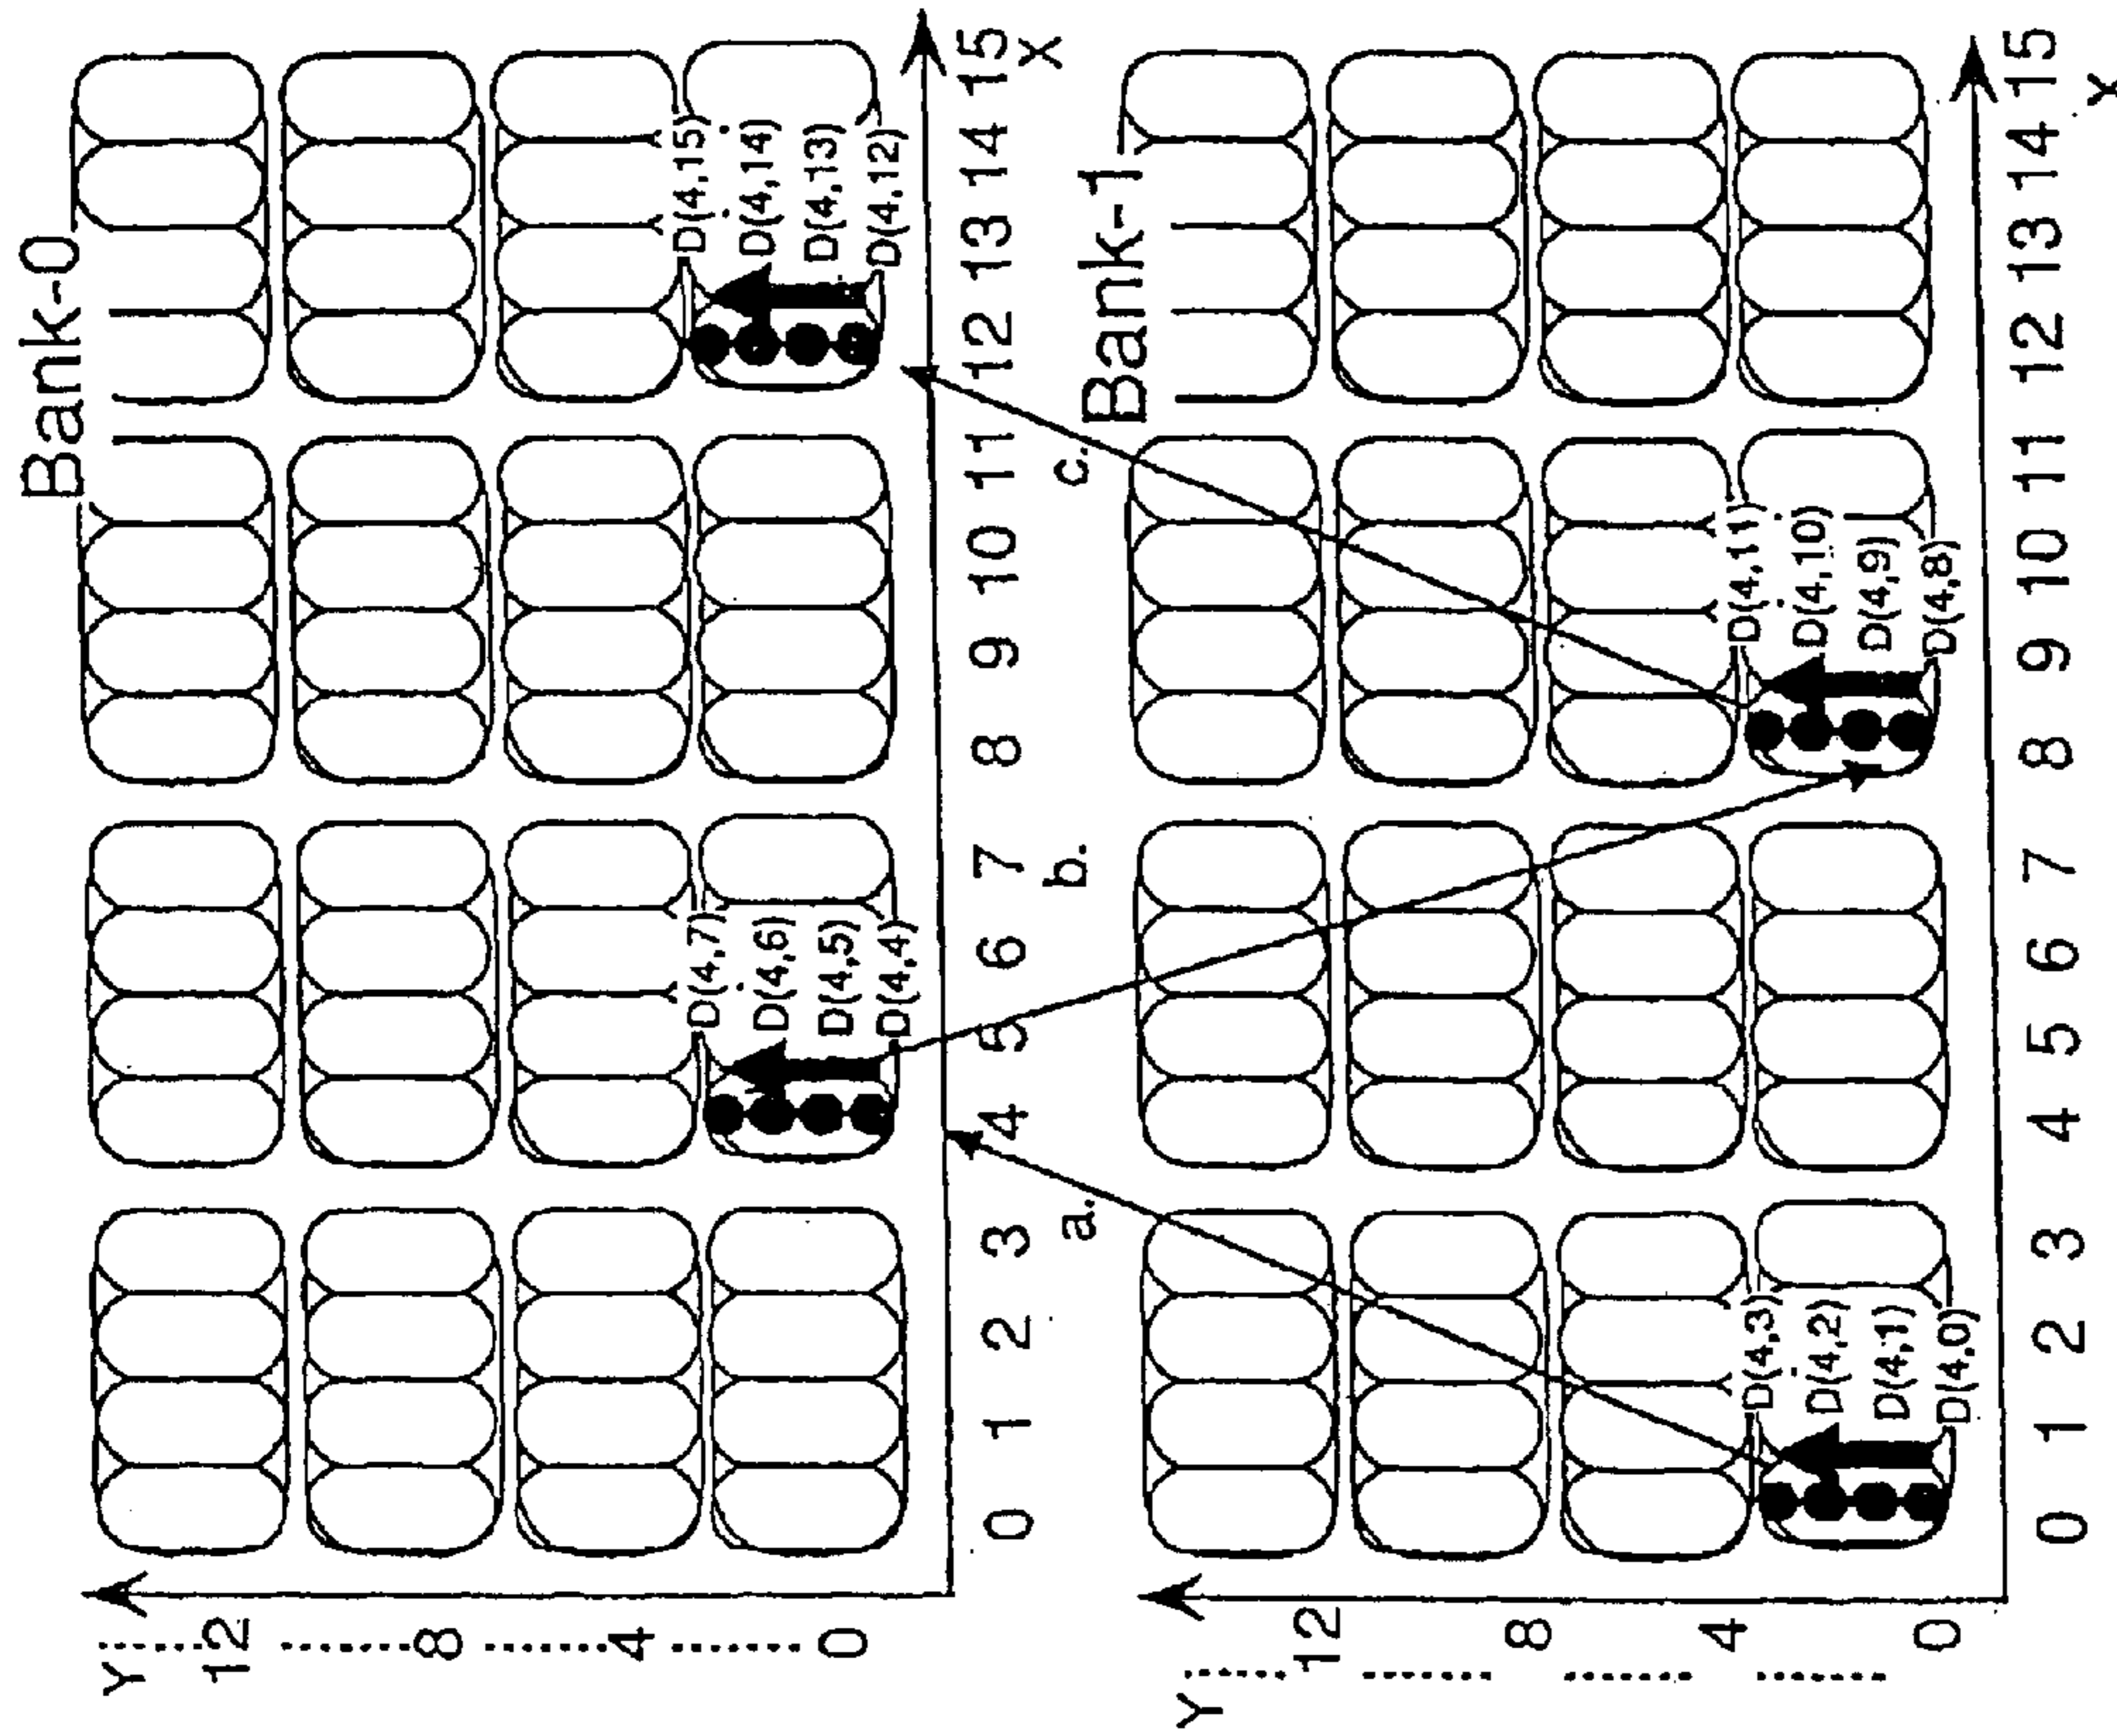 Bank-0
Y
12
8
4
0
D(4,7)
D(4,6)
D(4,5)
D(4,4)
D(4,15)
D(4,14)
D(4,13)
D(4,12)
0 1 2 3 4 5 6 7 8 9 10 11 12 13 14 15
X
a. b. c.
Bank-1
Y
12
8
4
0
D(4,3)
D(4,2)
D(4,1)
D(4,0)
D(4,11)
D(4,10)
D(4,9)
D(4,8)
0 1 2 3 4 5 6 7 8 9 10 11 12 13 14 15
X